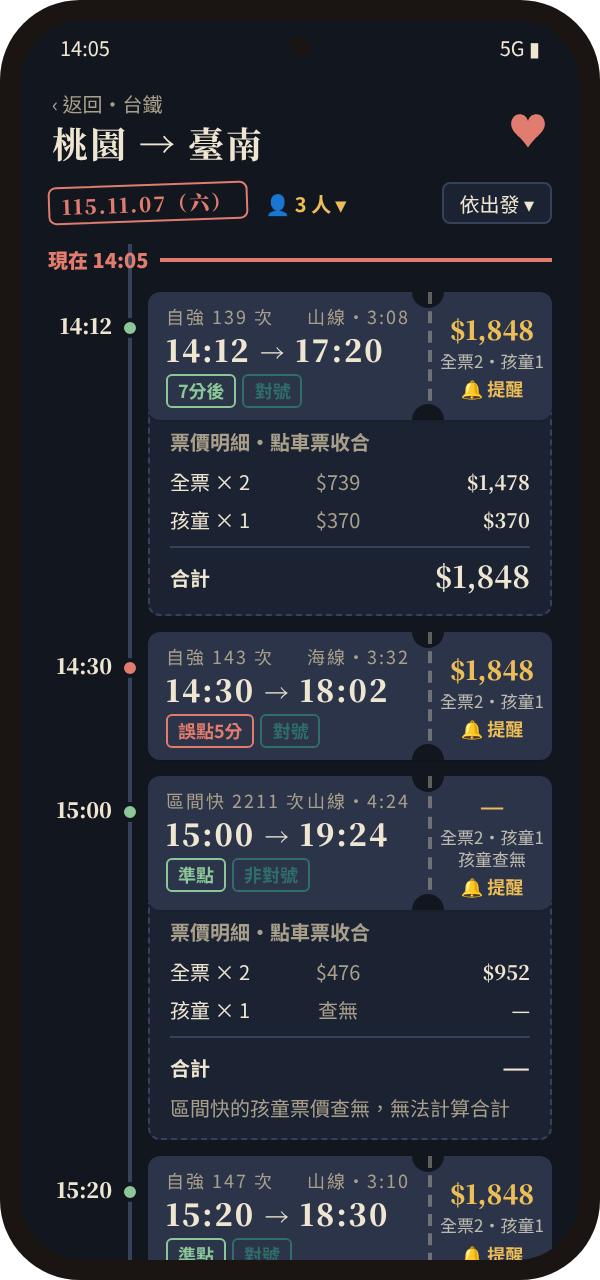 14:05 5G
‹ 返回・台鐵
桃園 → 臺南
115.11.07（六） 3 人 ▾ 依出發 ▾
現在 14:05
14:12
自強 139 次 山線・3:08
14:12 → 17:20
7分後 對號
$1,848
全票2・孩童1
提醒
票價明細・點車票收合
全票 × 2 $739 $1,478
孩童 × 1 $370 $370
合計 $1,848
14:30
自強 143 次 海線・3:32
14:30 → 18:02
誤點5分 對號
$1,848
全票2・孩童1
提醒
15:00
區間快 2211 次 山線・4:24
15:00 → 19:24
準點 非對號
—
全票2・孩童1
孩童查無
提醒
票價明細・點車票收合
全票 × 2 $476 $952
孩童 × 1 查無 —
合計 —
區間快的孩童票價查無，無法計算合計
15:20
自強 147 次 山線・3:10
15:20 → 18:30
準點 對號
$1,848
全票2・孩童1
提醒